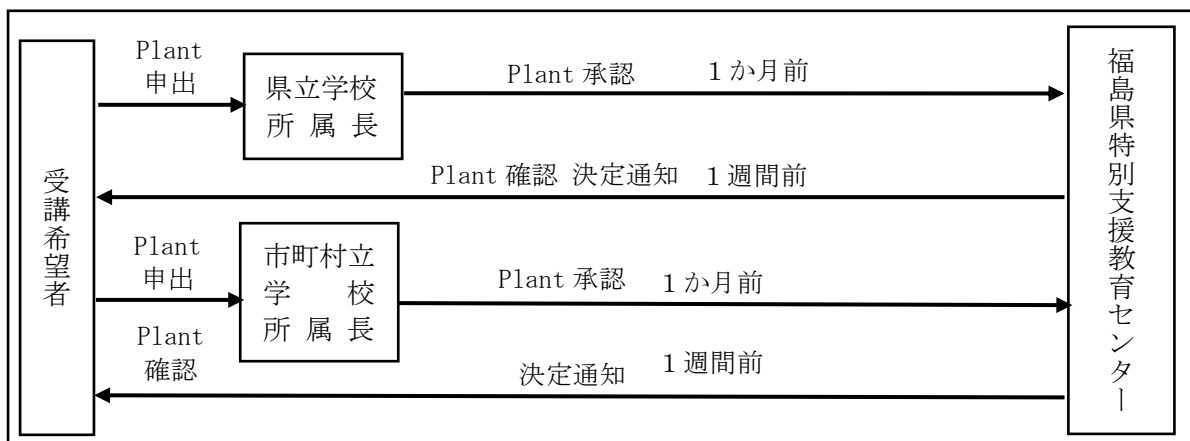 受講希望者
Plant
申出
県立学校
所 属 長
Plant 承認 １か月前
Plant 確認 決定通知 １週間前
Plant
申出
市町村立
学 校
所 属 長
Plant 承認 １か月前
Plant
確認
決定通知 １週間前
福島県特別支援教育センター